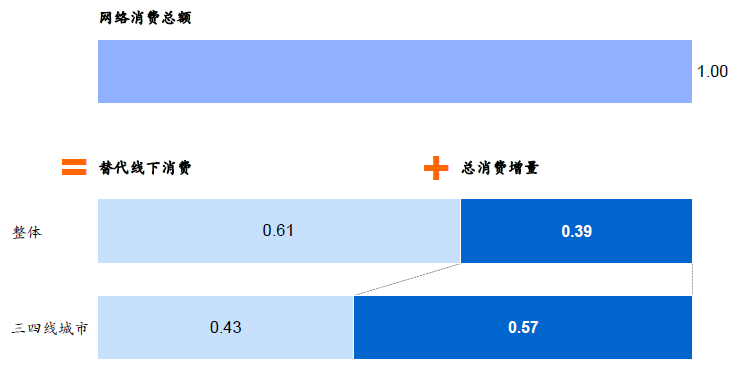 网络消费总额
1.00
= 替代线下消费 + 总消费增量
整体 0.61 0.39
三四线城市 0.43 0.57